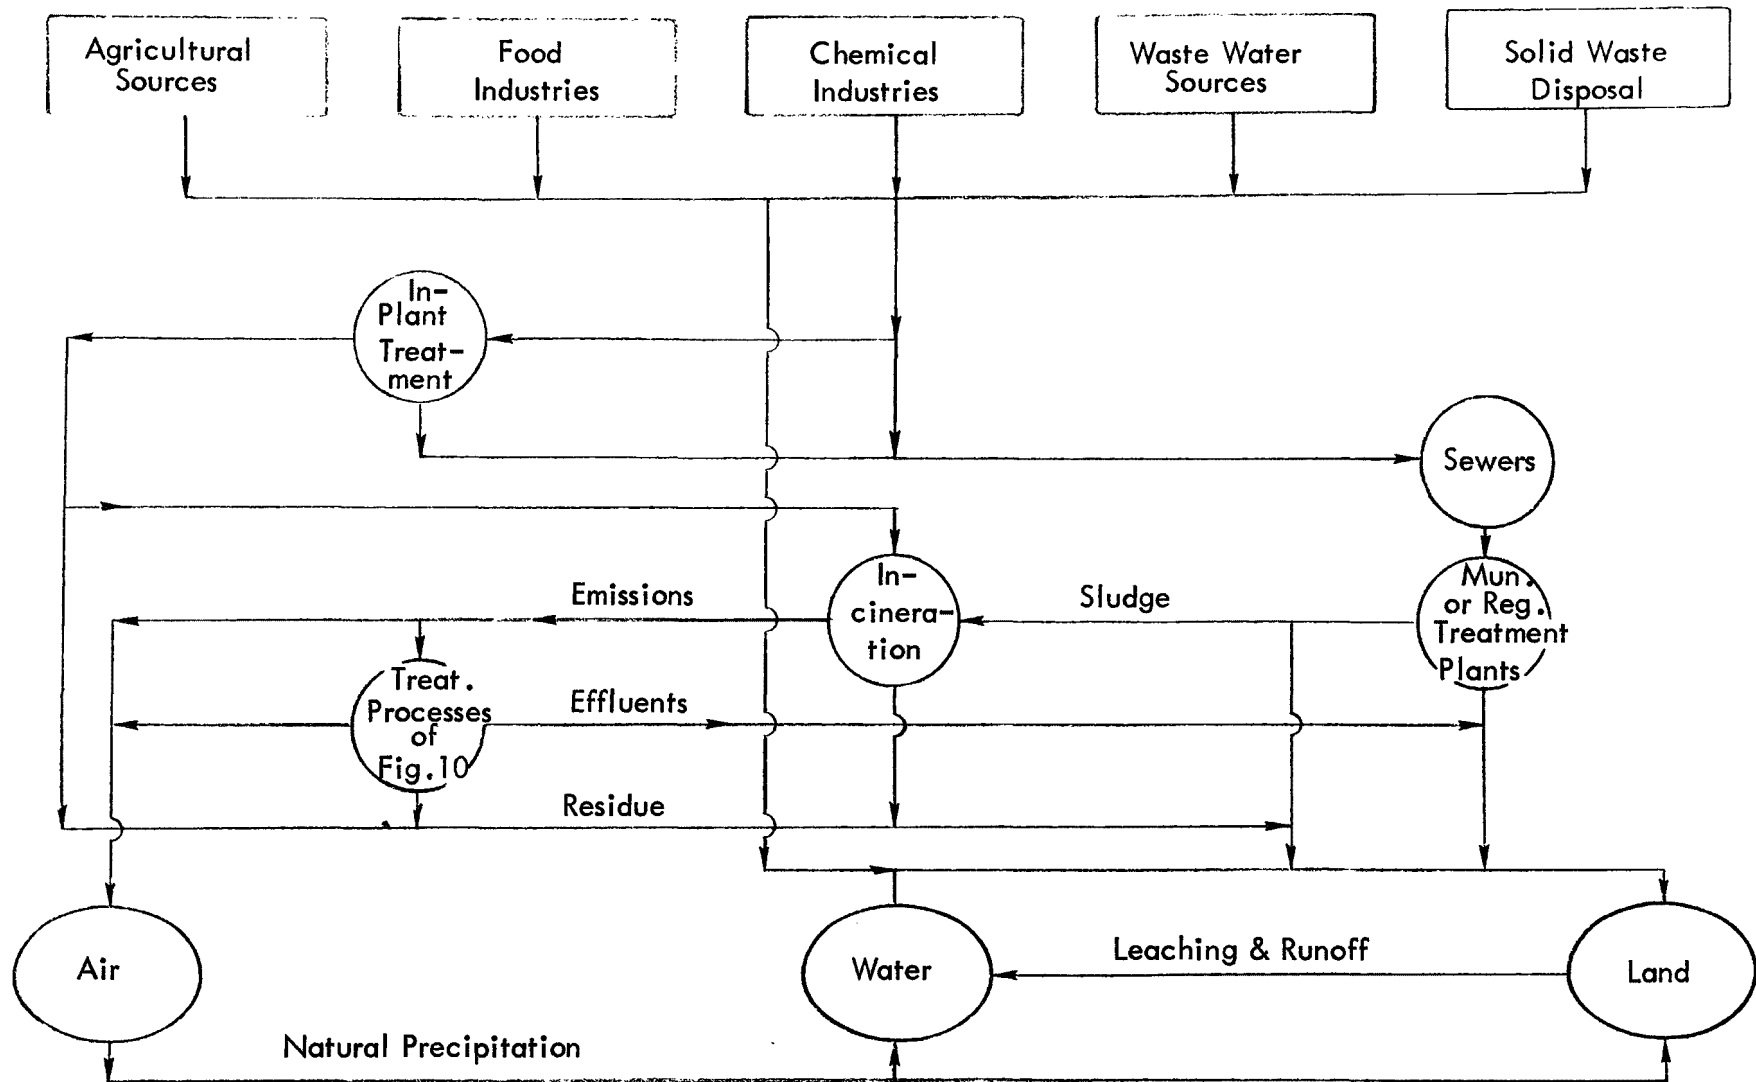 Agricultural
Sources
Food
Industries
Chemical
Industries
Waste Water
Sources
Solid Waste
Disposal
In-
Plant
Treat-
ment
Sewers
In-
cinera-
tion
Emissions
Sludge
Mun.
or Reg.
Treatment
Plants
Treat.
Processes
of
Fig.10
Effluents
Residue
Air
Water
Leaching & Runoff
Land
Natural Precipitation